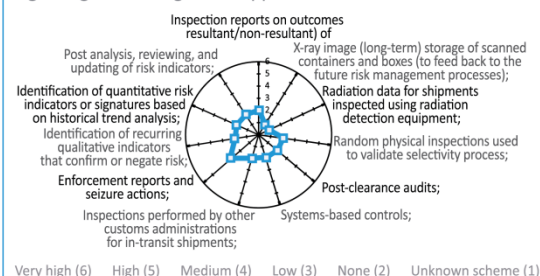 Inspection reports on outcomes
resultant/non-resultant) of
X-ray image (long-term) storage of scanned
containers and boxes (to feed back to the
future risk management processes);
Radiation data for shipments
inspected using radiation
detection equipment;
Random physical inspections used
to validate selectivity process;
Post-clearance audits;
Systems-based controls;
Inspections performed by other
customs administrations
for in-transit shipments;
Enforcement reports and
seizure actions;
Identification of recurring
qualitative indicators
that confirm or negate risk;
Identification of quantitative risk
indicators or signatures based
on historical trend analysis;
Post analysis, reviewing, and
updating of risk indicators;
6
5
4
3
2
Very high (6) High (5) Medium (4) Low (3) None (2) Unknown scheme (1)